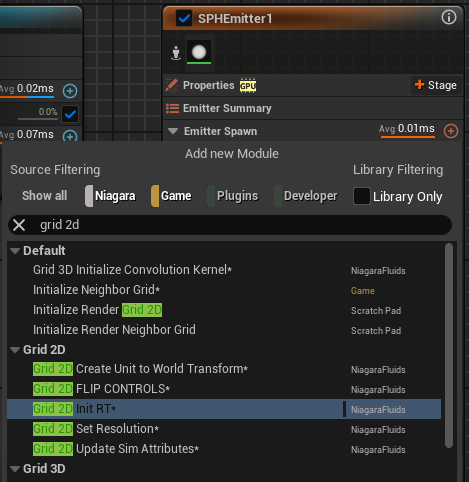 SPHEmitter1
Properties GPU
Stage
Avg 0.02ms
Emitter Summary
0.0%
Emitter Spawn
Avg 0.01ms
Avg 0.07ms
Add new Module
Source Filtering
Library Filtering
Show all Niagara Game Plugins Developer Library Only
grid 2d
Default
Grid 3D Initialize Convolution Kernel* NiagaraFluids
Initialize Neighbor Grid* Game
Initialize Render Grid 2D Scratch Pad
Initialize Render Neighbor Grid Scratch Pad
Grid 2D
Grid 2D Create Unit to World Transform* NiagaraFluids
Grid 2D FLIP CONTROLS* NiagaraFluids
Grid 2D Init RT* NiagaraFluids
Grid 2D Set Resolution* NiagaraFluids
Grid 2D Update Sim Attributes* NiagaraFluids
Grid 3D